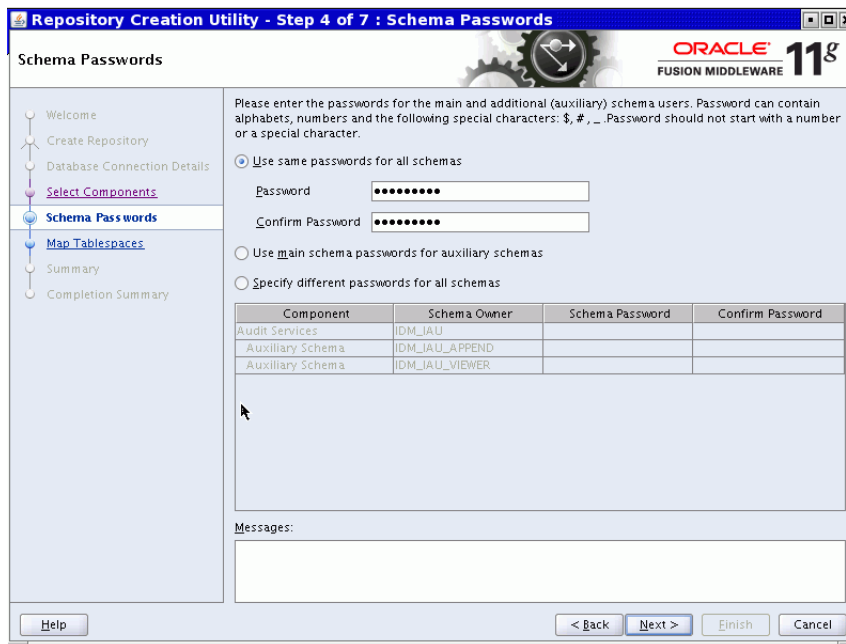 Repository Creation Utility - Step 4 of 7 : Schema Passwords
Schema Passwords
ORACLE
FUSION MIDDLEWARE 11g
Welcome
Create Repository
Database Connection Details
Select Components
Schema Passwords
Map Tablespaces
Summary
Completion Summary
Please enter the passwords for the main and additional (auxiliary) schema users. Password can contain
alphabets, numbers and the following special characters: $, # , _ .Password should not start with a number
or a special character.
Use same passwords for all schemas
Password •••••••••
Confirm Password •••••••••
Use main schema passwords for auxiliary schemas
Specify different passwords for all schemas
Component Schema Owner Schema Password Confirm Password
Audit Services IDM_IAU
Auxiliary Schema IDM_IAU_APPEND
Auxiliary Schema IDM_IAU_VIEWER
Messages:
Help < Back Next > Finish Cancel